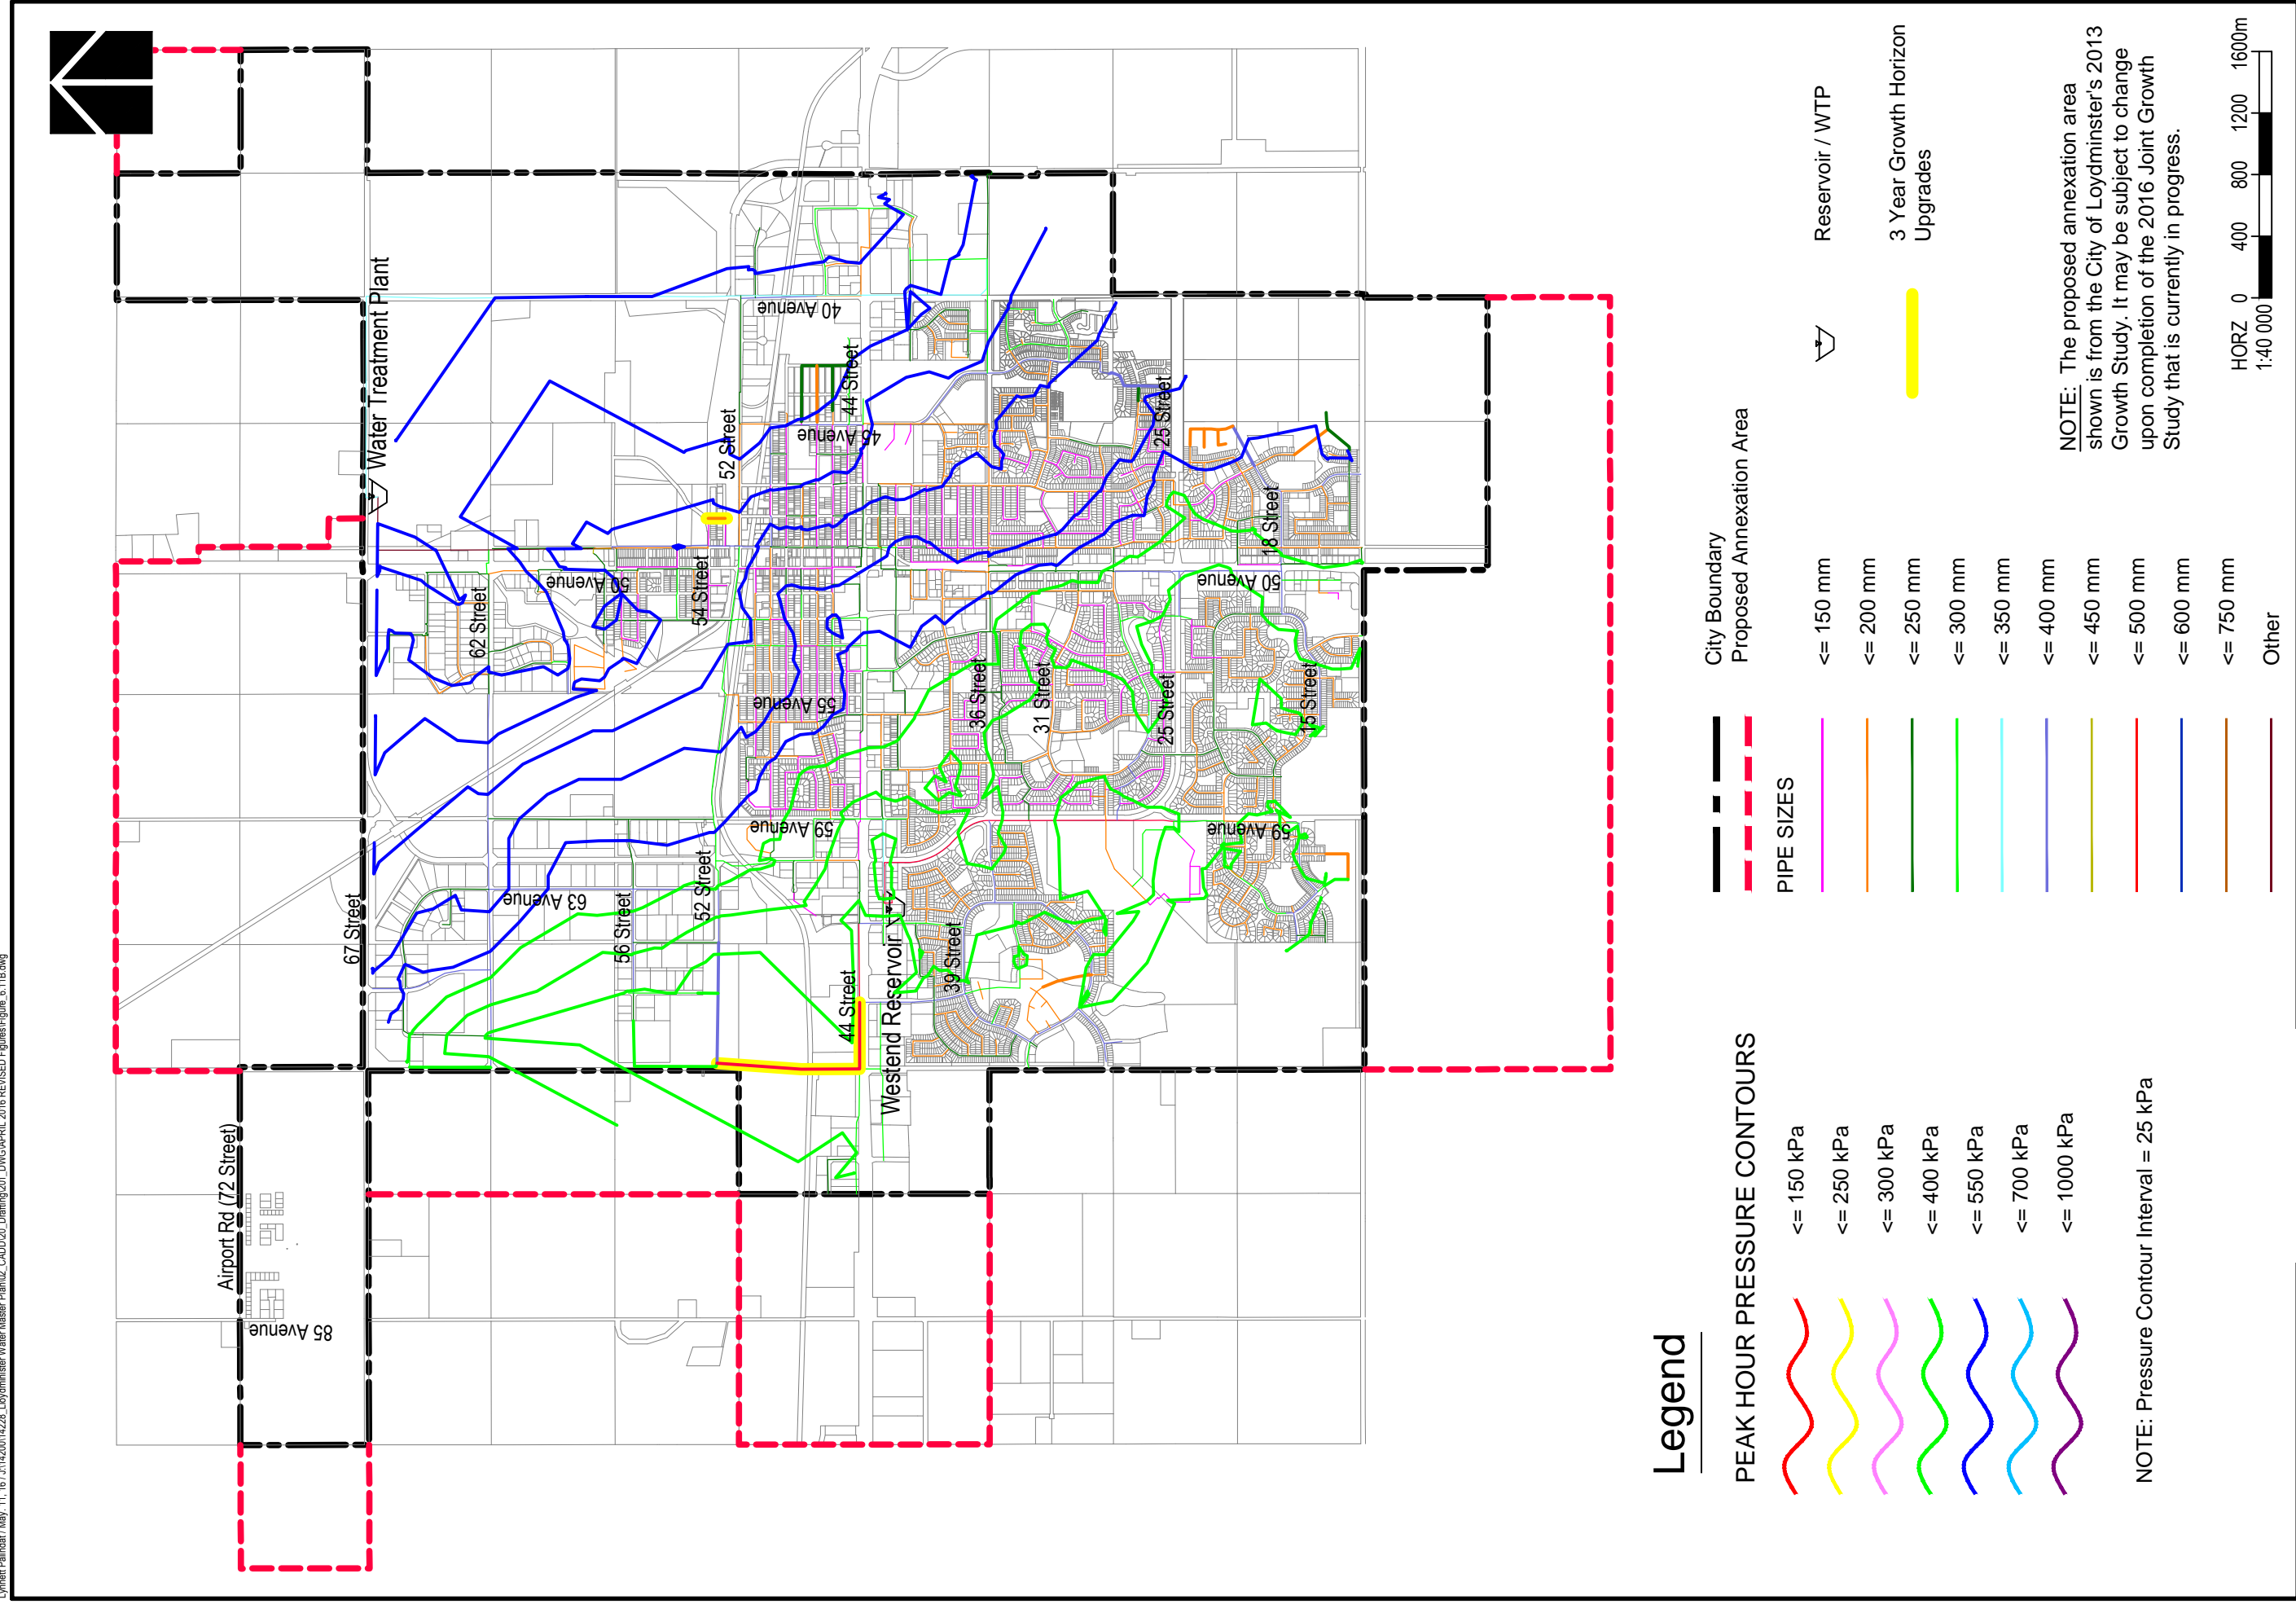 Airport Rd (72 Street)
85 Avenue
67 Street
Water Treatment Plant
62 Street
50 Avenue
63 Avenue
56 Street
54 Street
52 Street
52 Street
40 Avenue
44 Street
55 Avenue
59 Avenue
44 Street
Westend Reservoir
39 Street
36 Street
31 Street
25 Street
25 Street
18 Street
50 Avenue
15 Street
59 Avenue
Legend
PEAK HOUR PRESSURE CONTOURS
<= 150 kPa
<= 250 kPa
<= 300 kPa
<= 400 kPa
<= 550 kPa
<= 700 kPa
<= 1000 kPa
NOTE: Pressure Contour Interval = 25 kPa
City Boundary
Proposed Annexation Area
PIPE SIZES
<= 150 mm
<= 200 mm
<= 250 mm
<= 300 mm
<= 350 mm
<= 400 mm
<= 450 mm
<= 500 mm
<= 600 mm
<= 750 mm
Other
Reservoir / WTP
3 Year Growth Horizon
Upgrades
NOTE: The proposed annexation area
shown is from the City of Loydminster's 2013
Growth Study. It may be subject to change
upon completion of the 2016 Joint Growth
Study that is currently in progress.
HORZ 0 400 800 1200 1600m
1:40 000